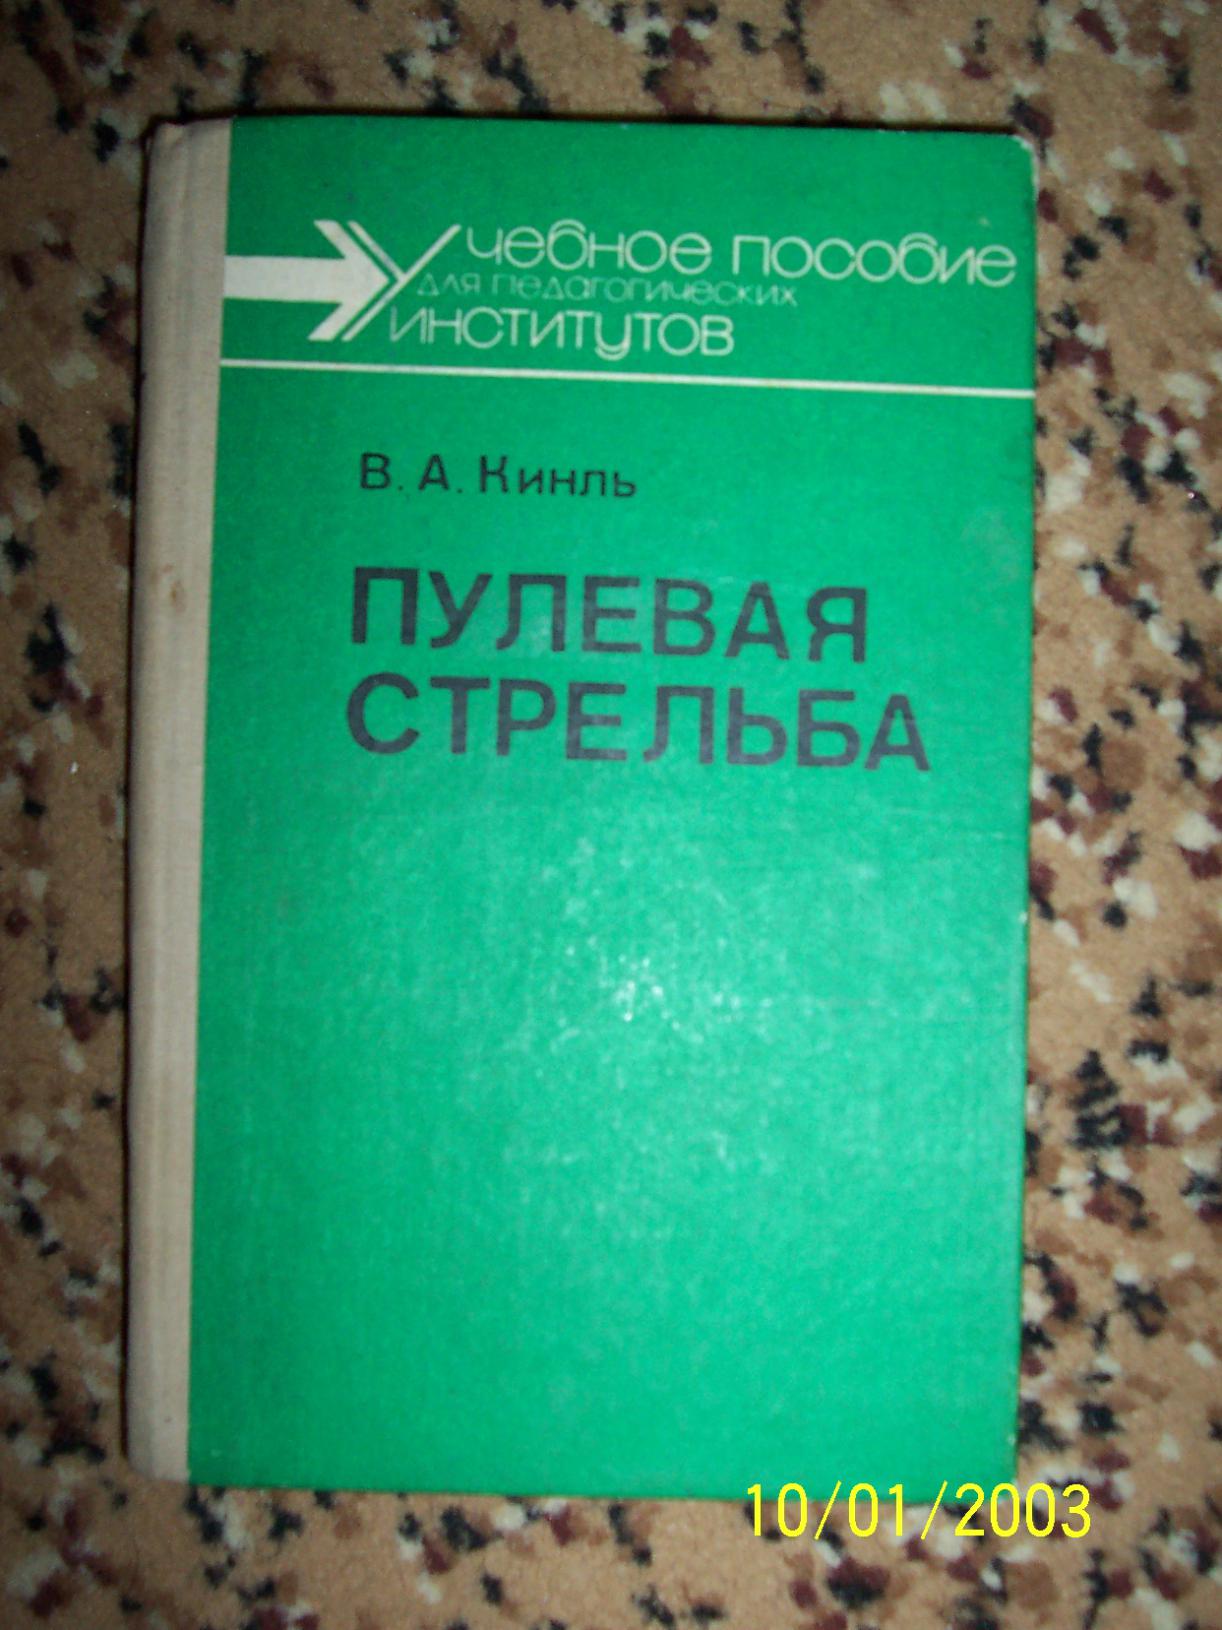 Учебное пособие
для педагогических
институтов
В. А. Кинль
ПУЛЕВАЯ
СТРЕЛЬБА
10/01/2003